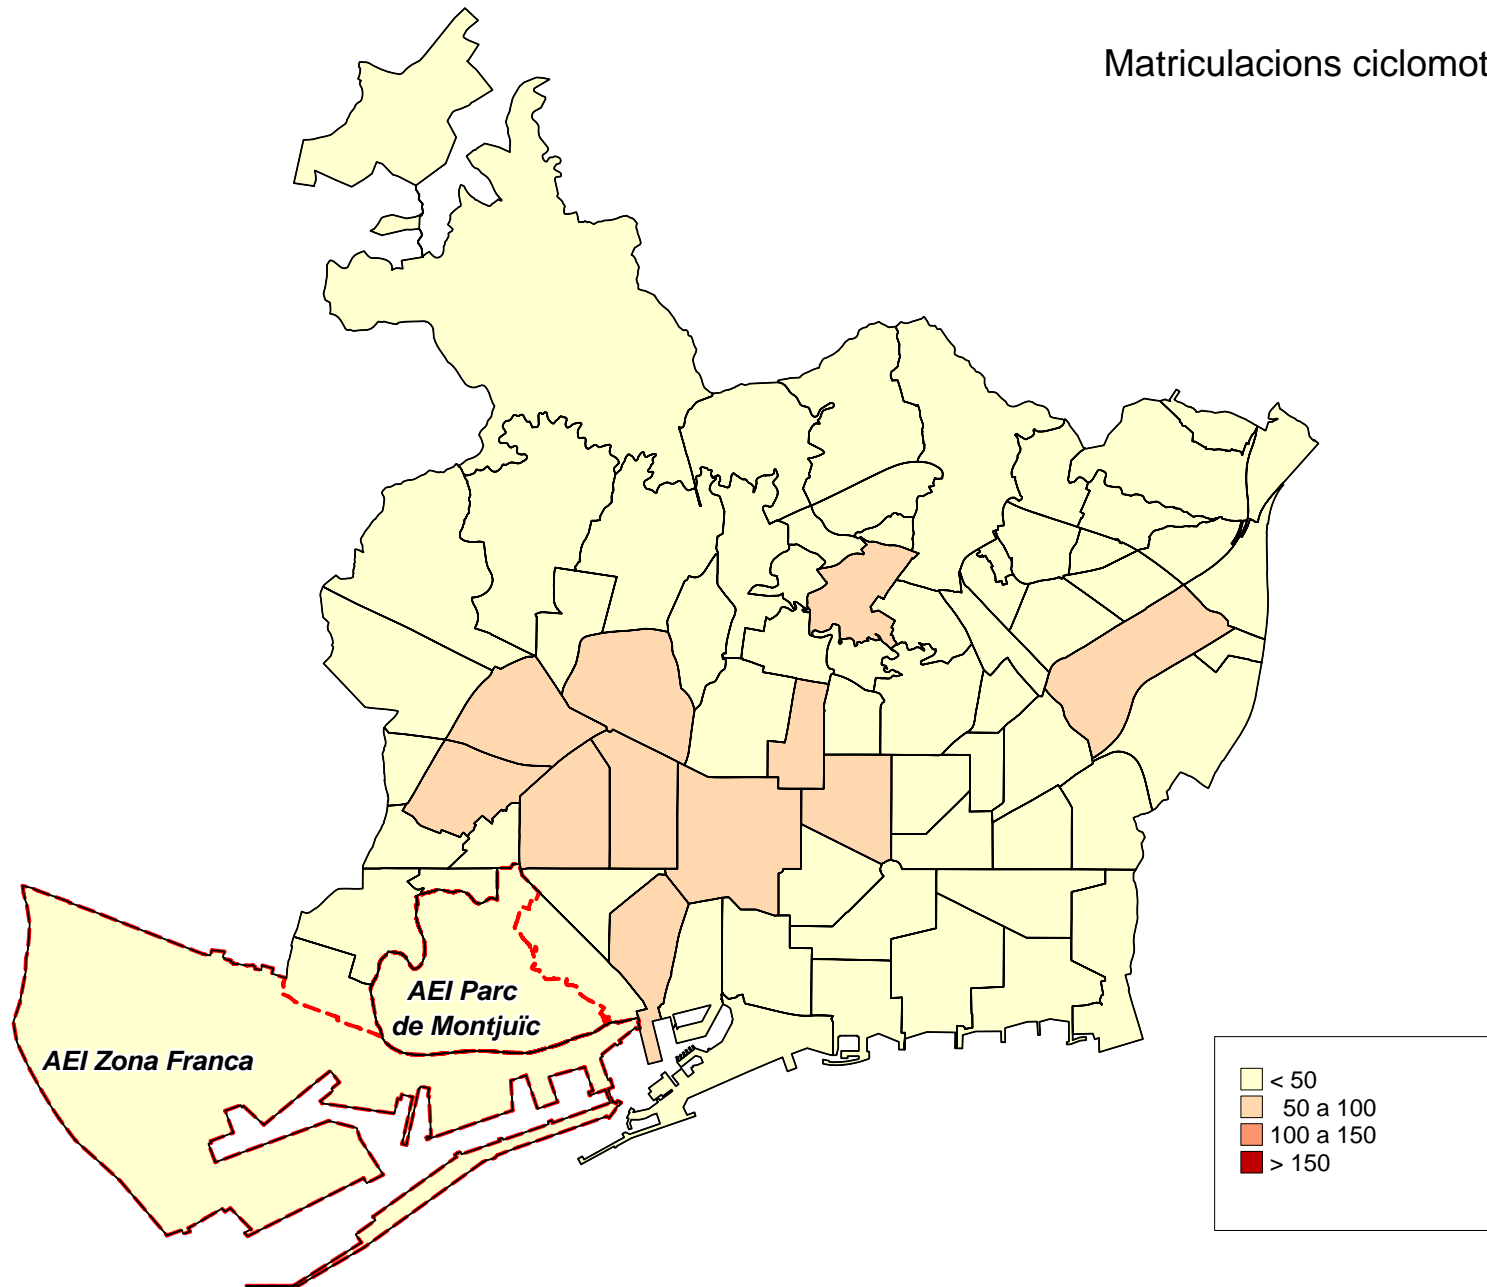 Matriculacions ciclomot
AEI Parc
de Montjuïc
AEI Zona Franca
< 50
50 a 100
100 a 150
> 150